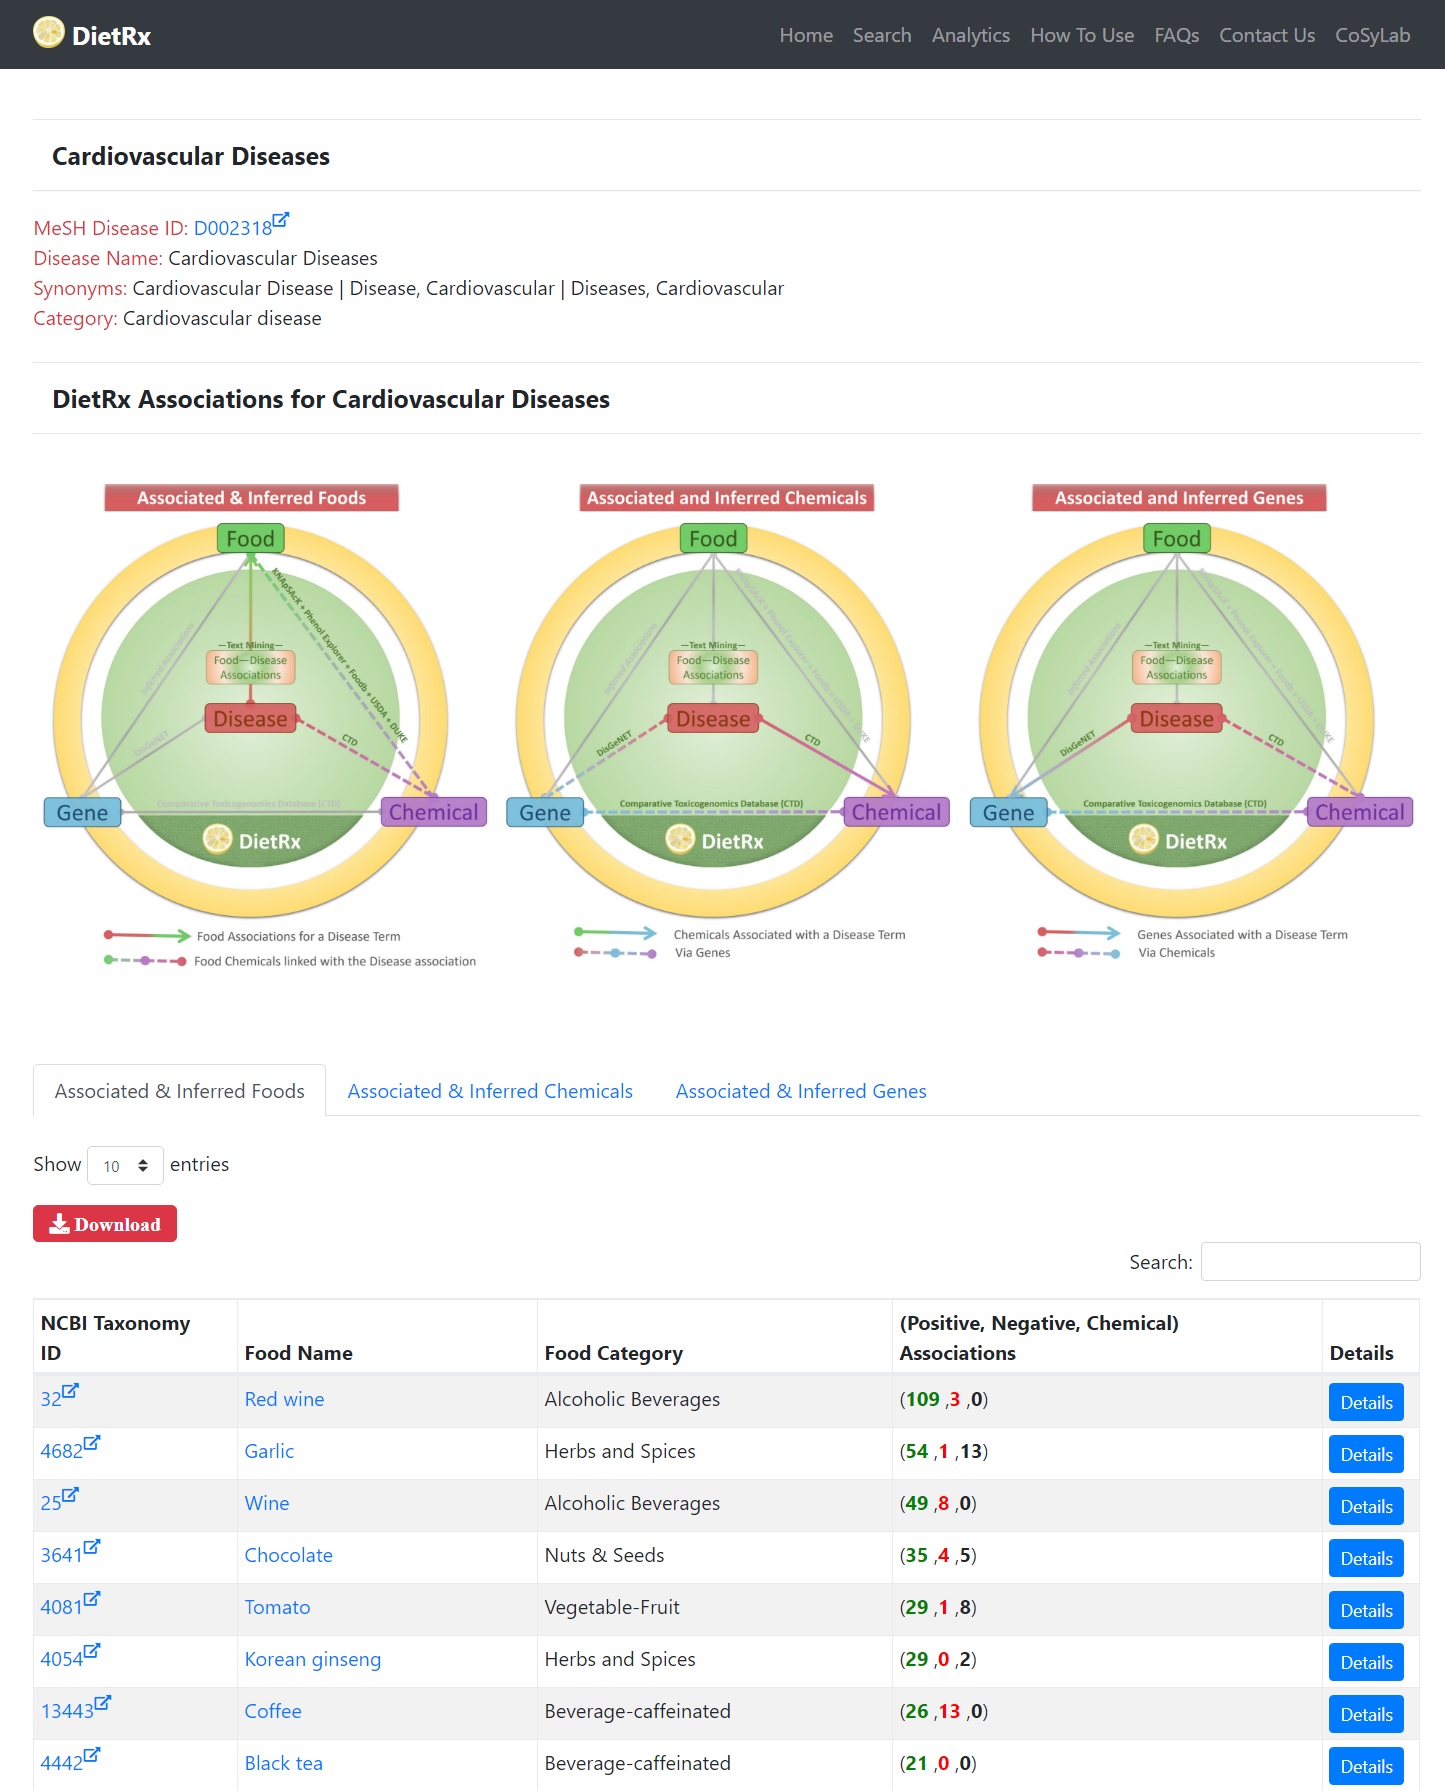 DietRx
Home Search Analytics How To Use FAQs Contact Us CoSyLab
Cardiovascular Diseases
MeSH Disease ID: D002318
Disease Name: Cardiovascular Diseases
Synonyms: Cardiovascular Disease | Disease, Cardiovascular | Diseases, Cardiovascular
Category: Cardiovascular disease
DietRx Associations for Cardiovascular Diseases
Associated & Inferred Foods
Food
KNApSAcK + Phenol Explorer + Foodb + USDA + DUKE
Inferred Associations
—Text Mining—
Food—Disease
Associations
Disease
DisGeNET
CTD
Gene
Comparative Toxicogenomics Database (CTD)
Chemical
DietRx
Food Associations for a Disease Term
Food Chemicals linked with the Disease association
Associated and Inferred Chemicals
Food
KNApSAcK + Phenol Explorer + Foodb + USDA + DUKE
Inferred Associations
—Text Mining—
Food—Disease
Associations
Disease
DisGeNET
CTD
Gene
Comparative Toxicogenomics Database (CTD)
Chemical
DietRx
Chemicals Associated with a Disease Term
Via Genes
Associated and Inferred Genes
Food
KNApSAcK + Phenol Explorer + Foodb + USDA + DUKE
Inferred Associations
—Text Mining—
Food—Disease
Associations
Disease
DisGeNET
CTD
Gene
Comparative Toxicogenomics Database (CTD)
Chemical
DietRx
Genes Associated with a Disease Term
Via Chemicals
Associated & Inferred Foods Associated & Inferred Chemicals Associated & Inferred Genes
Show 10 entries
Download
Search:
NCBI Taxonomy ID Food Name Food Category (Positive, Negative, Chemical) Associations Details
32 Red wine Alcoholic Beverages (109 ,3 ,0) Details
4682 Garlic Herbs and Spices (54 ,1 ,13) Details
25 Wine Alcoholic Beverages (49 ,8 ,0) Details
3641 Chocolate Nuts & Seeds (35 ,4 ,5) Details
4081 Tomato Vegetable-Fruit (29 ,1 ,8) Details
4054 Korean ginseng Herbs and Spices (29 ,0 ,2) Details
13443 Coffee Beverage-caffeinated (26 ,13 ,0) Details
4442 Black tea Beverage-caffeinated (21 ,0 ,0) Details